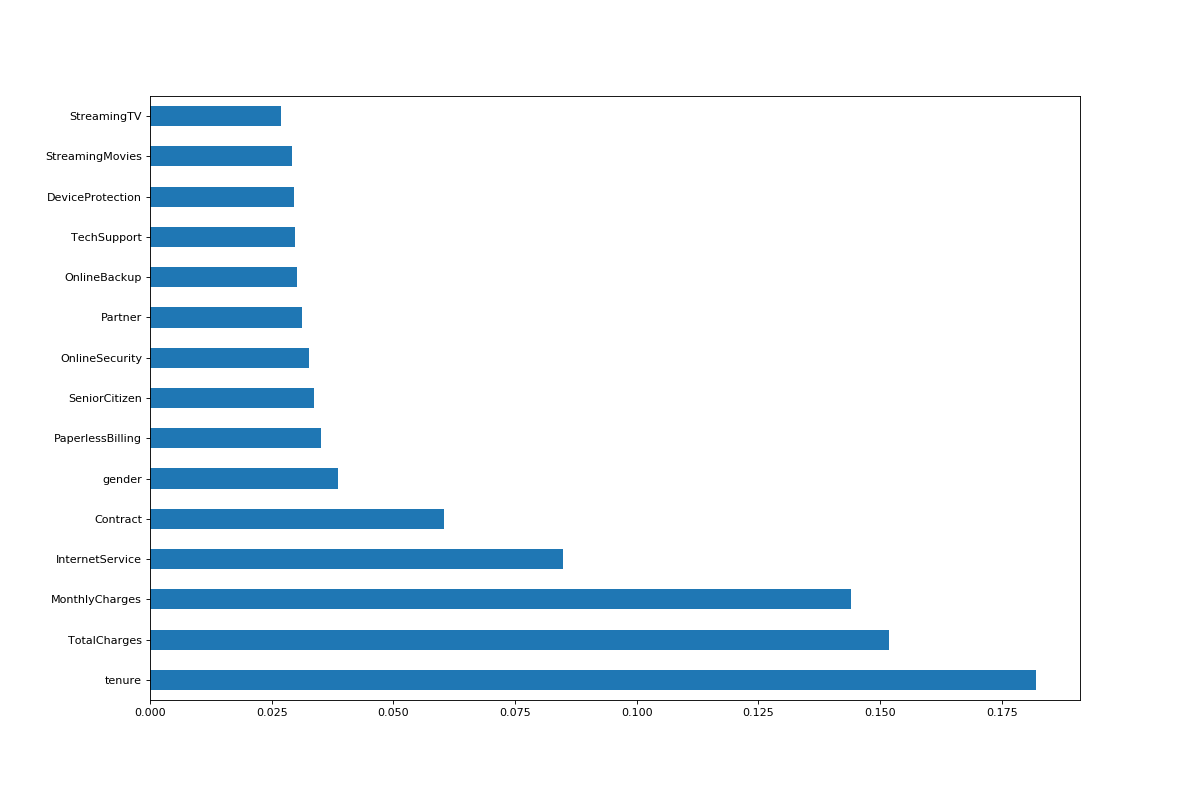 StreamingTV
StreamingMovies
DeviceProtection
TechSupport
OnlineBackup
Partner
OnlineSecurity
SeniorCitizen
PaperlessBilling
gender
Contract
InternetService
MonthlyCharges
TotalCharges
tenure
0.000 0.025 0.050 0.075 0.100 0.125 0.150 0.175